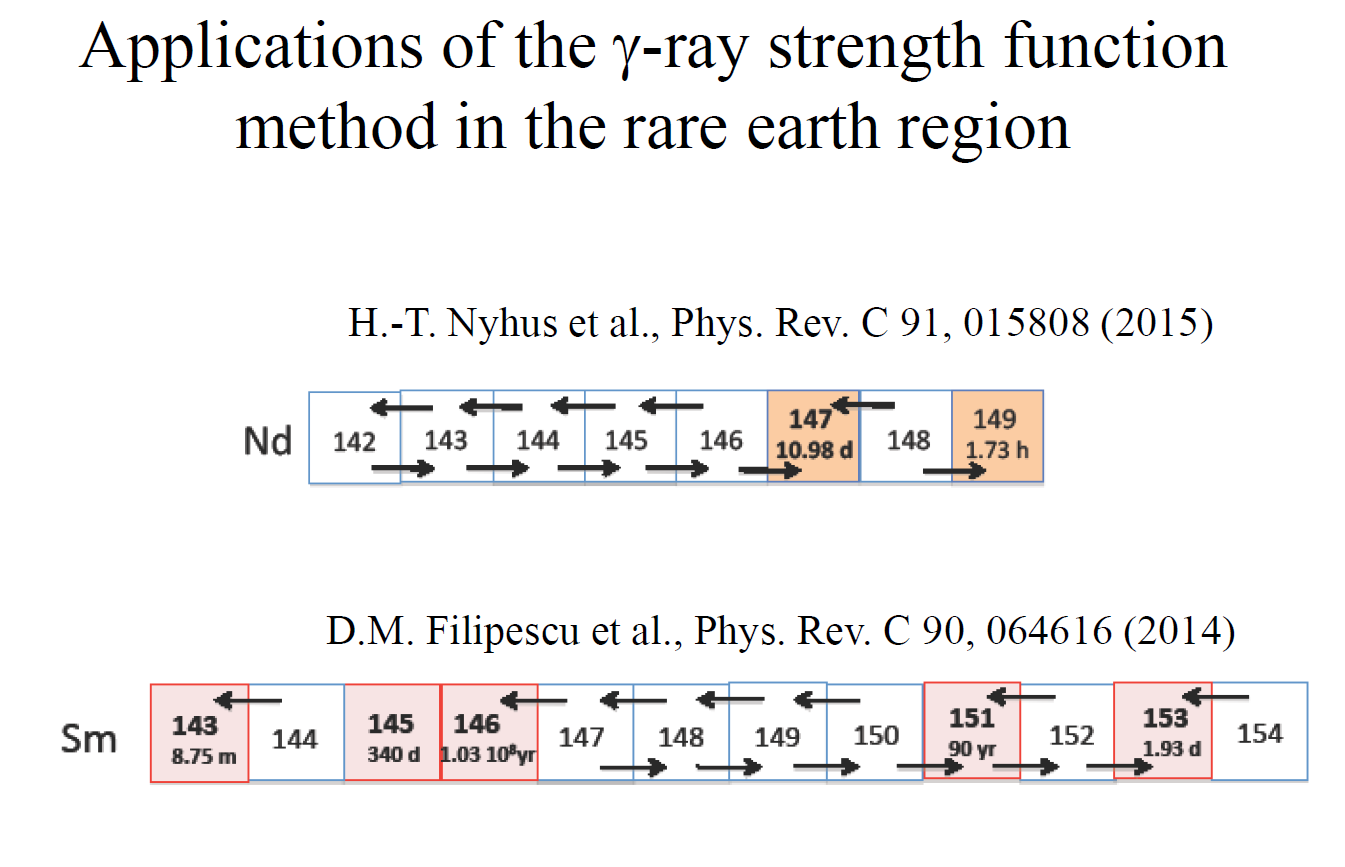 Applications of the γ-ray strength function
method in the rare earth region
H.-T. Nyhus et al., Phys. Rev. C 91, 015808 (2015)
Nd 142 143 144 145 146 147 10.98 d 148 149 1.73 h
D.M. Filipescu et al., Phys. Rev. C 90, 064616 (2014)
Sm 143 8.75 m 144 145 340 d 146 1.03 10⁸yr 147 148 149 150 151 90 yr 152 153 1.93 d 154